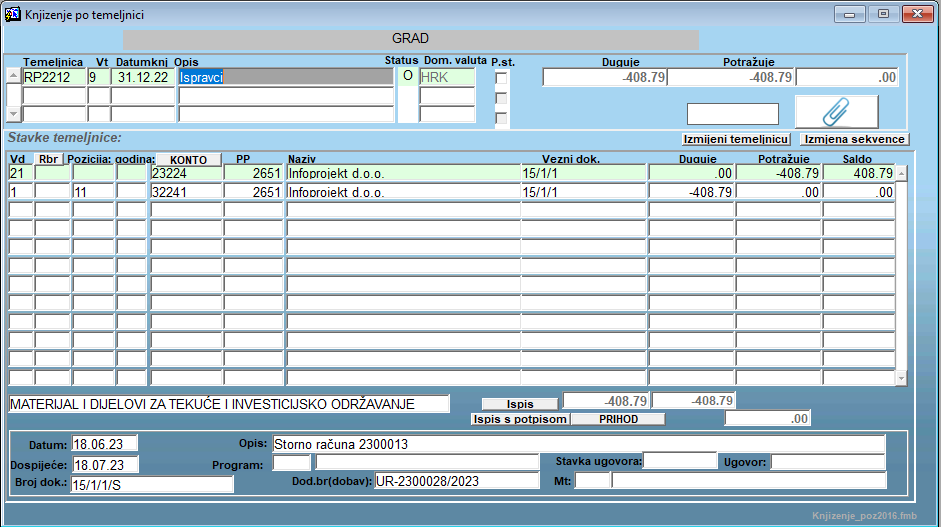 Knjizenje po temeljnici
GRAD
Temeljnica Vt Datumknj Opis Status Dom. valuta P.st. Duguje Potražuje
RP2212 9 31.12.22 Ispravci O HRK -408.79 -408.79 .00
Stavke temeljnice: Izmijeni temeljnicu Izmjena sekvence
Vd Rbr Pozicija: godina: KONTO PP Naziv Vezni dok. Duguje Potražuje Saldo
21 23224 2651 Infoprojekt d.o.o. 15/1/1 .00 -408.79 408.79
1 11 32241 2651 Infoprojekt d.o.o. 15/1/1 -408.79 .00 .00
MATERIJAL I DIJELOVI ZA TEKUĆE I INVESTICIJSKO ODRŽAVANJE Ispis -408.79 -408.79
Ispis s potpisom PRIHOD .00
Datum: 18.06.23 Opis: Storno računa 2300013
Dospijeće: 18.07.23 Program: Stavka ugovora: Ugovor:
Broj dok.: 15/1/1/S Dod.br(dobav): UR-2300028/2023 Mt:
Knjizenje_poz2016.fmb